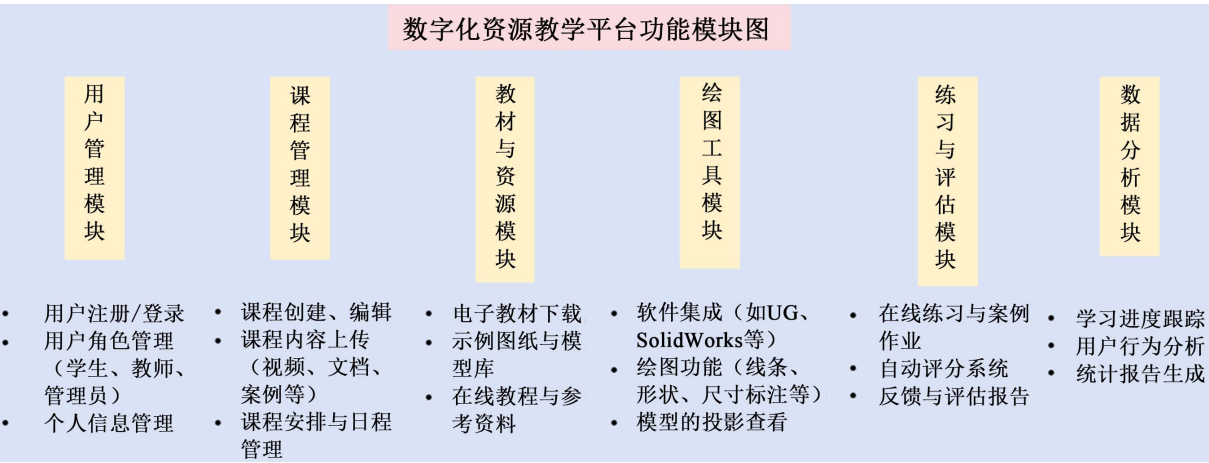 数字化资源教学平台功能模块图
用户管理模块
课程管理模块
教材与资源模块
绘图工具模块
练习与评估模块
数据分析模块
• 用户注册/登录
• 用户角色管理
（学生、教师、
管理员）
• 个人信息管理
• 课程创建、编辑
• 课程内容上传
（视频、文档、
案例等）
• 课程安排与日程
管理
• 电子教材下载
• 示例图纸与模
型库
• 在线教程与参
考资料
• 软件集成（如UG、
SolidWorks等）
• 绘图功能（线条、
形状、尺寸标注等）
• 模型的投影查看
• 在线练习与案例
作业
• 自动评分系统
• 反馈与评估报告
• 学习进度跟踪
• 用户行为分析
• 统计报告生成